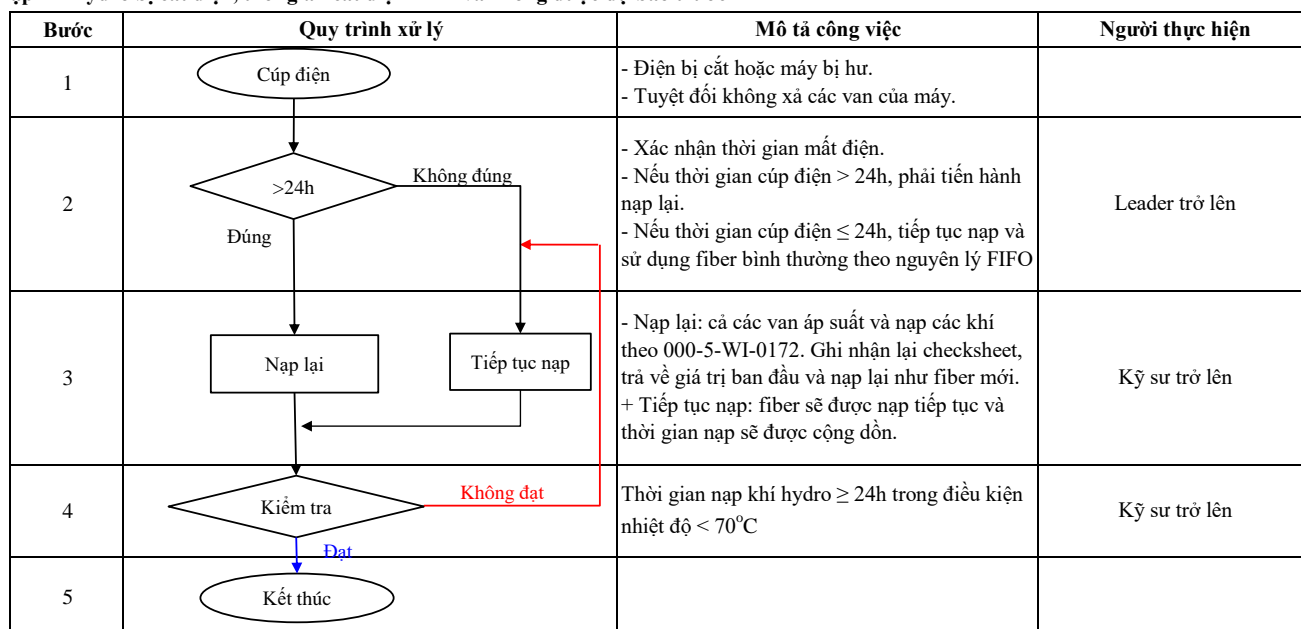 Bước Quy trình xử lý Mô tả công việc Người thực hiện
1
Cúp điện
- Điện bị cắt hoặc máy bị hư.
- Tuyệt đối không xả các van của máy.
2
>24h
Không đúng
Đúng
- Xác nhận thời gian mất điện.
- Nếu thời gian cúp điện > 24h, phải tiến hành
nạp lại.
- Nếu thời gian cúp điện ≤ 24h, tiếp tục nạp và
sử dụng fiber bình thường theo nguyên lý FIFO
Leader trở lên
3
Nạp lại
Tiếp tục nạp
- Nạp lại: cả các van áp suất và nạp các khí
theo 000-5-WI-0172. Ghi nhận lại checksheet,
trả về giá trị ban đầu và nạp lại như fiber mới.
+ Tiếp tục nạp: fiber sẽ được nạp tiếp tục và
thời gian nạp sẽ được cộng dồn.
Kỹ sư trở lên
4
Kiểm tra
Không đạt
Đạt
Thời gian nạp khí hydro ≥ 24h trong điều kiện
nhiệt độ < 70°C
Kỹ sư trở lên
5
Kết thúc